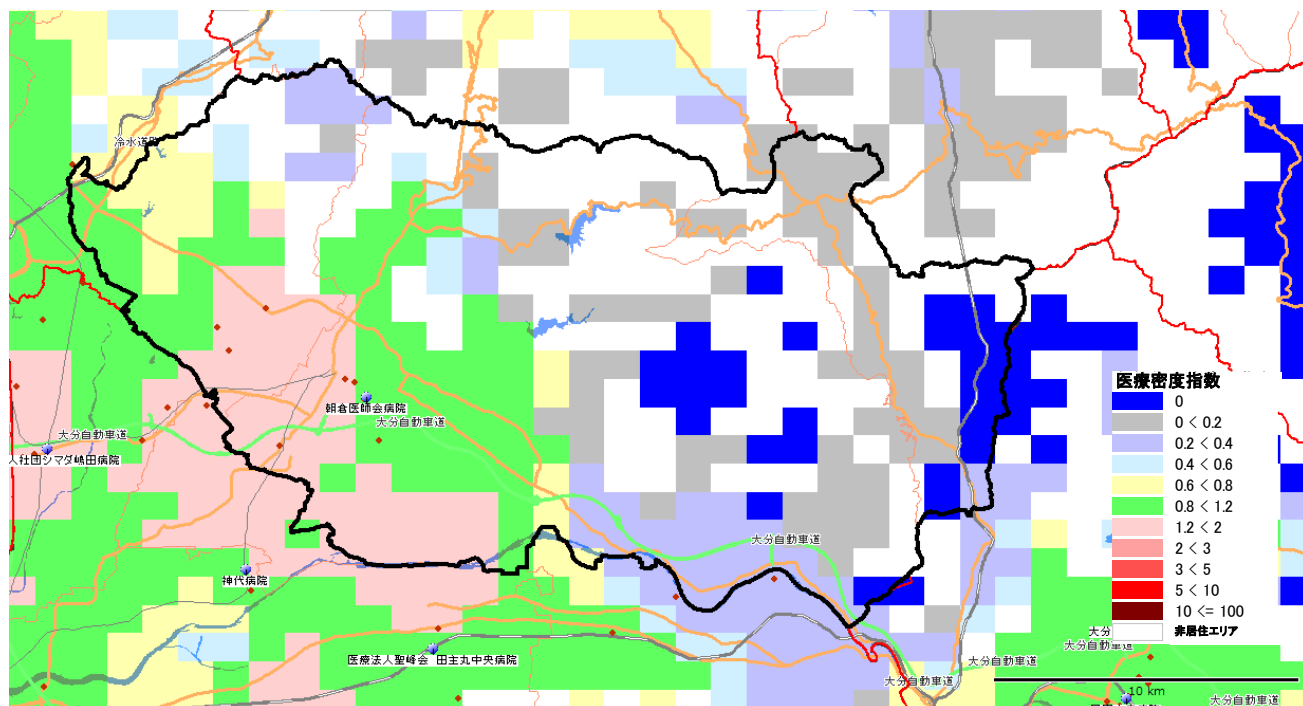 冷水道路
朝倉医師会病院
大分自動車道
大分自動車道
人社団シマダ嶋田病院
大分自動車道
神代病院
医療法人聖峰会 田主丸中央病院
大分自動車道
大分自動車道
大分自動車道
医療密度指数
0
0 < 0.2
0.2 < 0.4
0.4 < 0.6
0.6 < 0.8
0.8 < 1.2
1.2 < 2
2 < 3
3 < 5
5 < 10
10 <= 100
非居住エリア
10 km